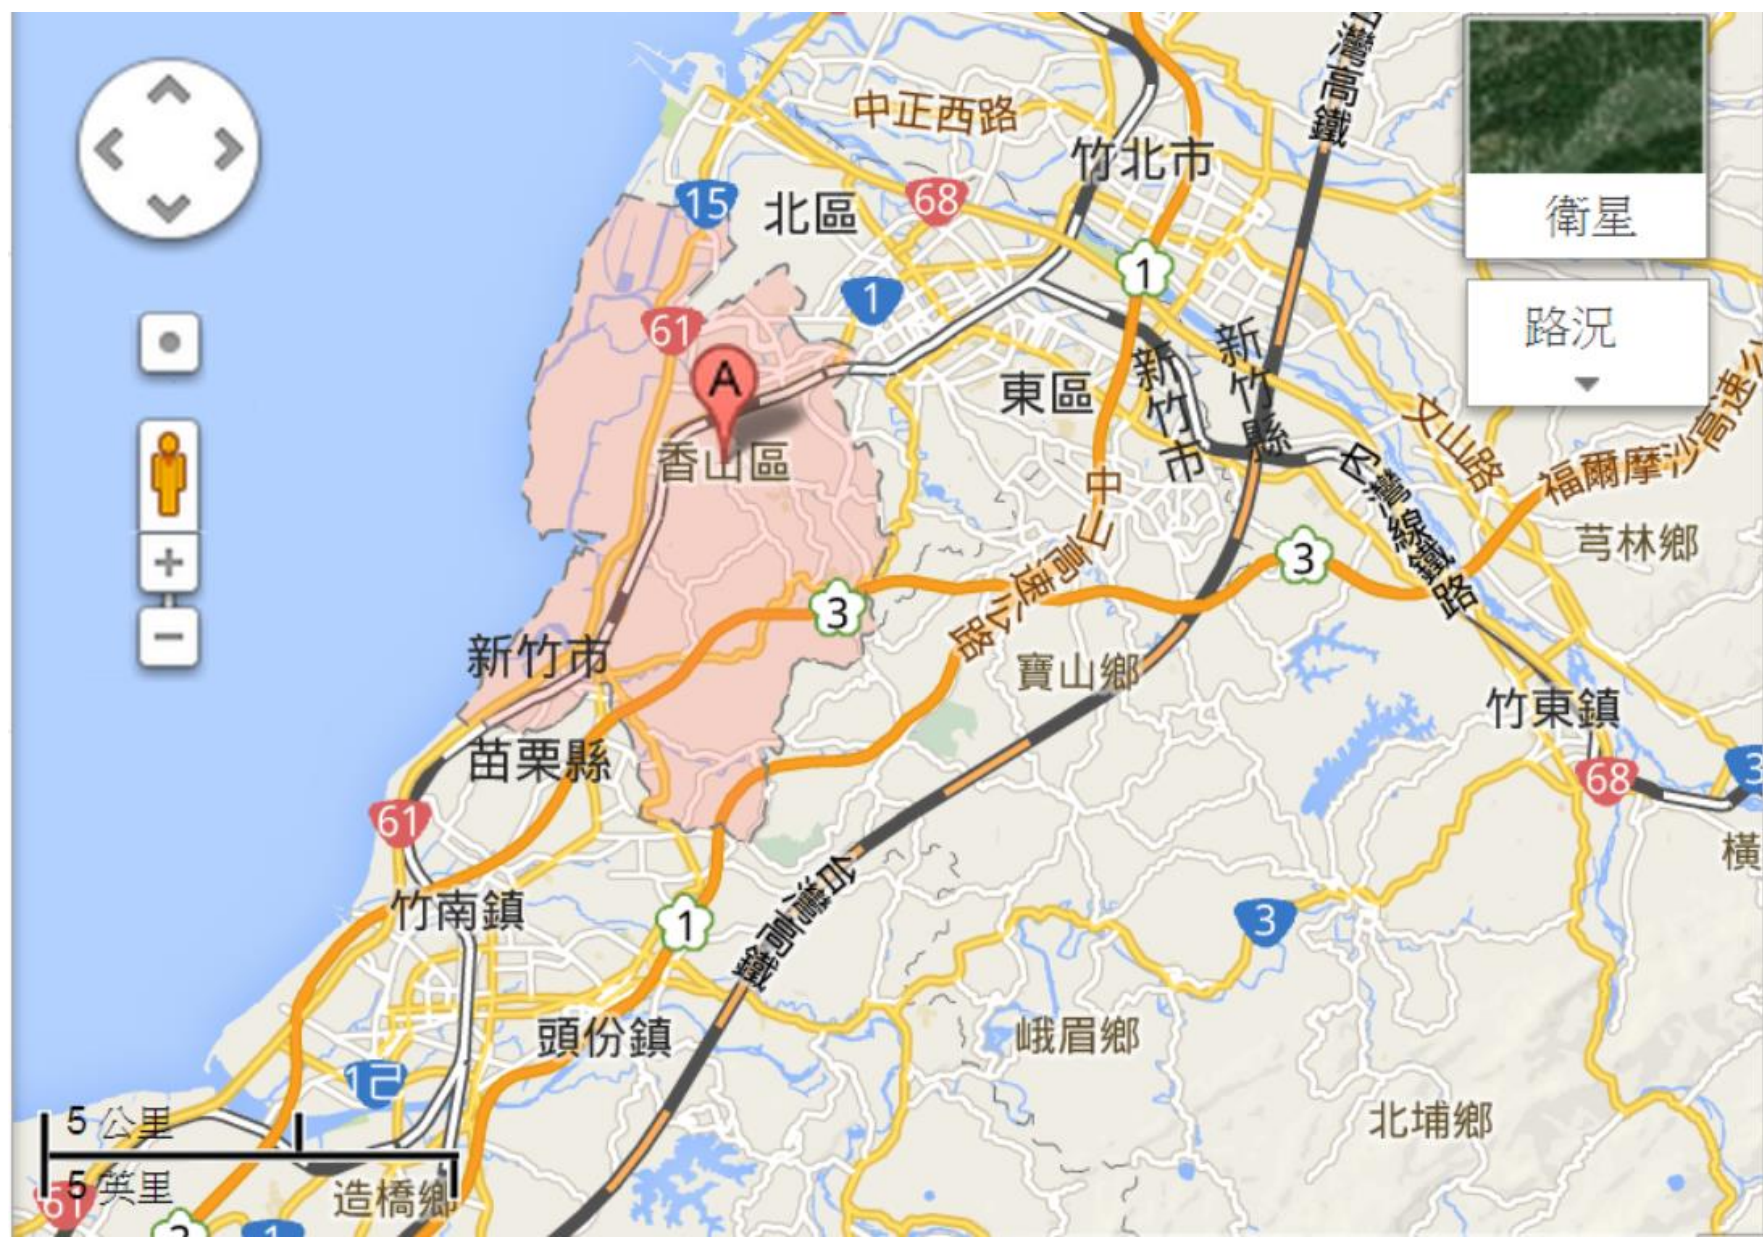 灣高鐵
中正西路
竹北市
15
北區
68
衛星
1
1
61
路況
新竹縣
新竹市
A
東區
文山路
香山區
中山高速公路
內灣線鐵路
福爾摩沙高速公
芎林鄉
3
3
新竹市
寶山鄉
竹東鎮
苗栗縣
68
3
61
橫
台灣高鐵
竹南鎮
1
3
頭份鎮
峨眉鄉
5 公里
北埔鄉
5 英里
61
造橋鄉
1